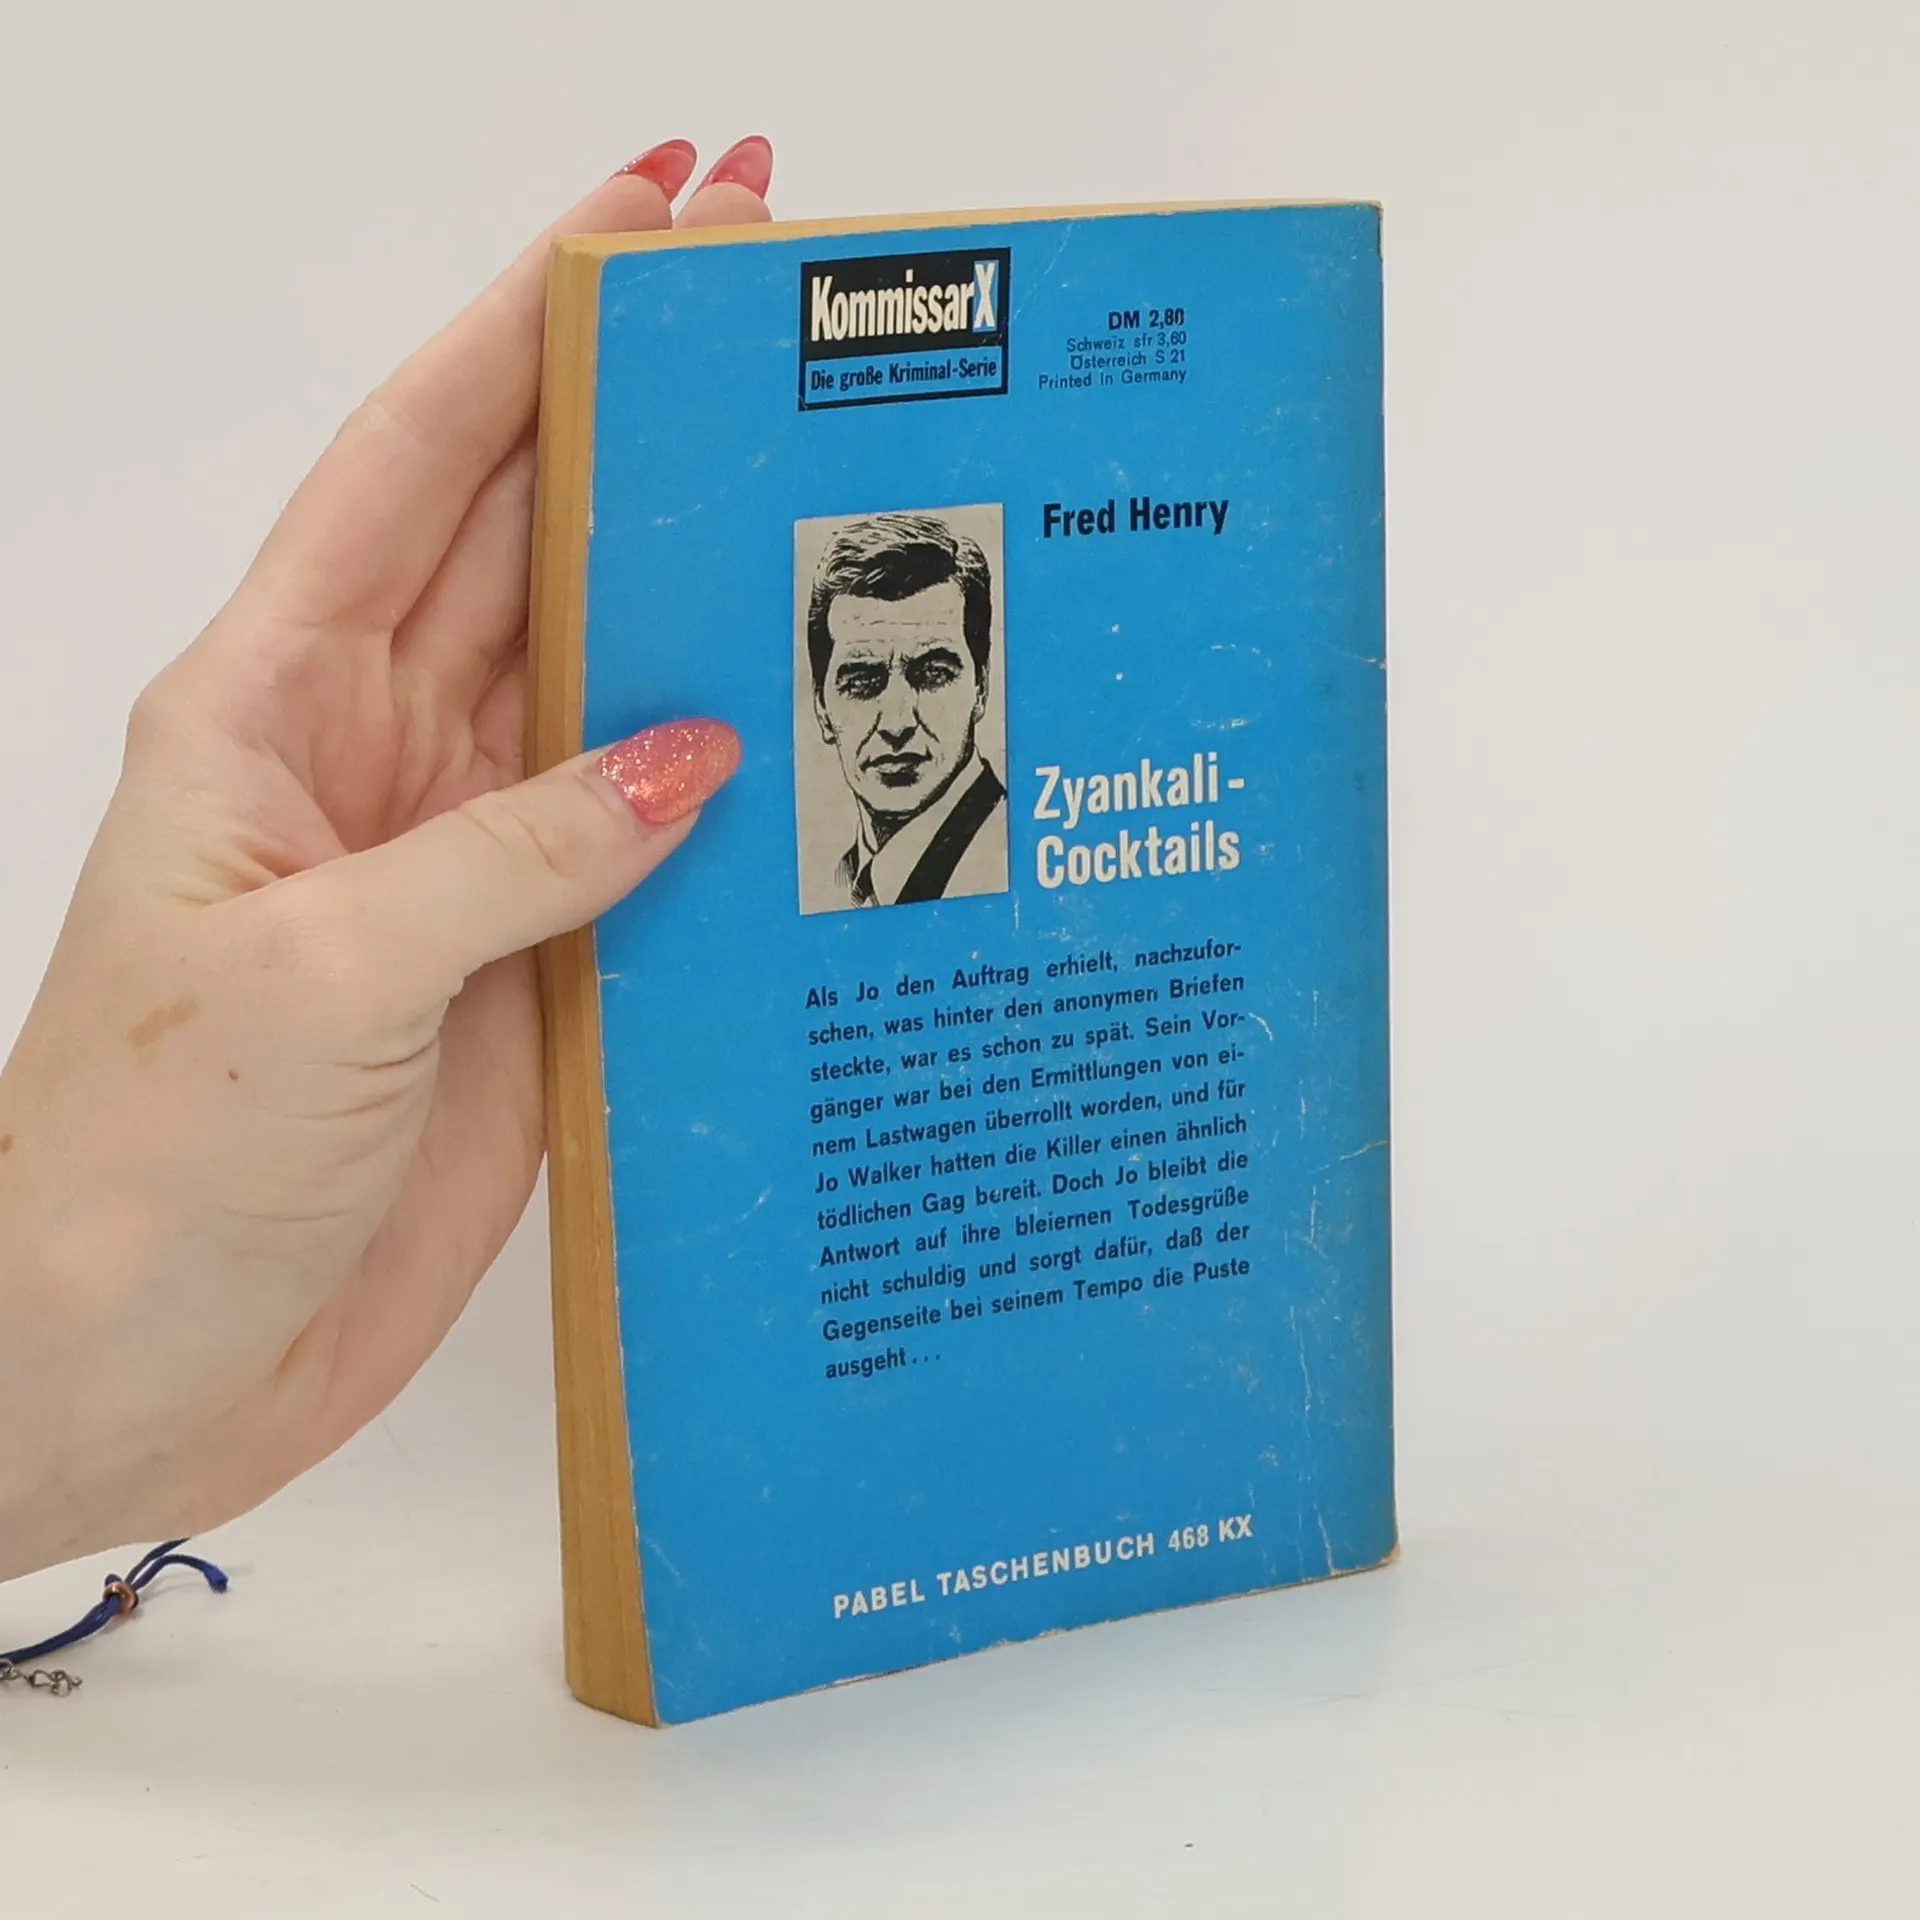 KommissarX
Die große Kriminal-Serie
DM 2,80
Schweiz sfr 3,60
Österreich S 21
Printed in Germany
Fred Henry
Zyankali-
Cocktails
Als Jo den Auftrag erhielt, nachzufor-
schen, was hinter den anonymen Briefen
steckte, war es schon zu spät. Sein Vor-
gänger war bei den Ermittlungen von ei-
nem Lastwagen überrollt worden, und für
Jo Walker hatten die Killer einen ähnlich
tödlichen Gag bereit. Doch Jo bleibt die
Antwort auf ihre bleiernen Todesgrüße
nicht schuldig und sorgt dafür, daß der
Gegenseite bei seinem Tempo die Puste
ausgeht...
PABEL TASCHENBUCH 468 KX